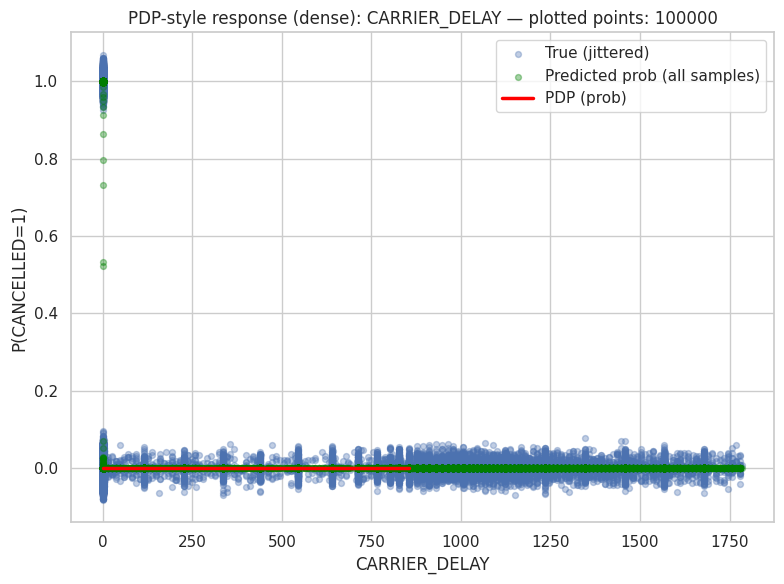 PDP-style response (dense): CARRIER_DELAY — plotted points: 100000
True (jittered)
Predicted prob (all samples)
PDP (prob)
P(CANCELLED=1)
1.0
0.8
0.6
0.4
0.2
0.0
0 250 500 750 1000 1250 1500 1750
CARRIER_DELAY